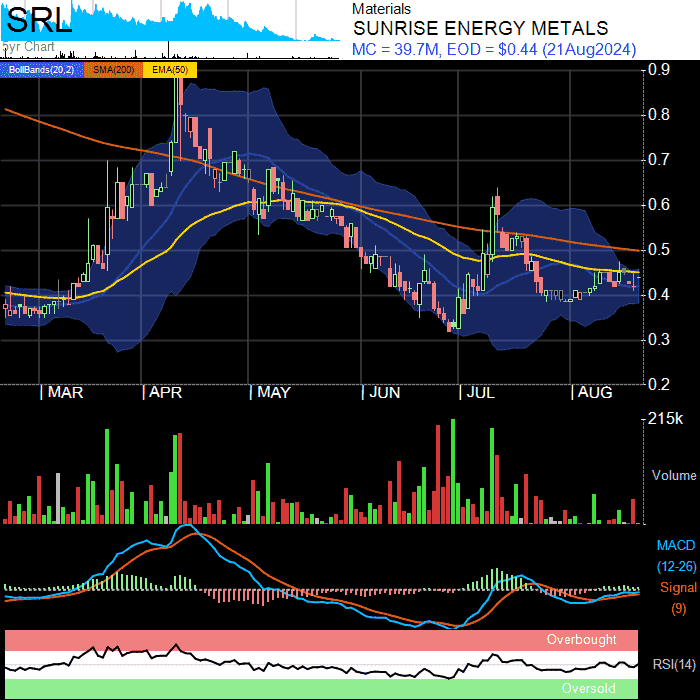 SRL
5yr Chart
Materials
SUNRISE ENERGY METALS
MC = 39.7M, EOD = $0.44 (21Aug2024)
BollBands(20,2) SMA(200) EMA(50)
0.9
0.8
0.7
0.6
0.5
0.4
0.3
0.2
MAR APR MAY JUN JUL AUG
215k
Volume
MACD
(12-26)
Signal
(9)
Overbought
RSI(14)
Oversold